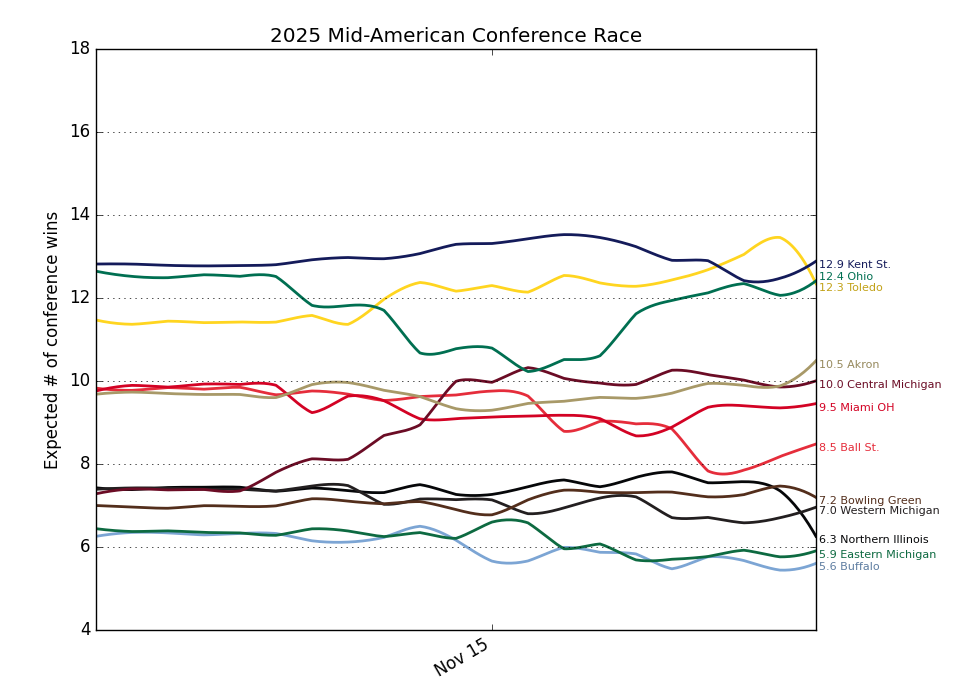 2025 Mid-American Conference Race
Expected # of conference wins
18
16
14
12
10
8
6
4
Nov 15
12.9 Kent St.
12.4 Ohio
12.3 Toledo
10.5 Akron
10.0 Central Michigan
9.5 Miami OH
8.5 Ball St.
7.2 Bowling Green
7.0 Western Michigan
6.3 Northern Illinois
5.9 Eastern Michigan
5.6 Buffalo